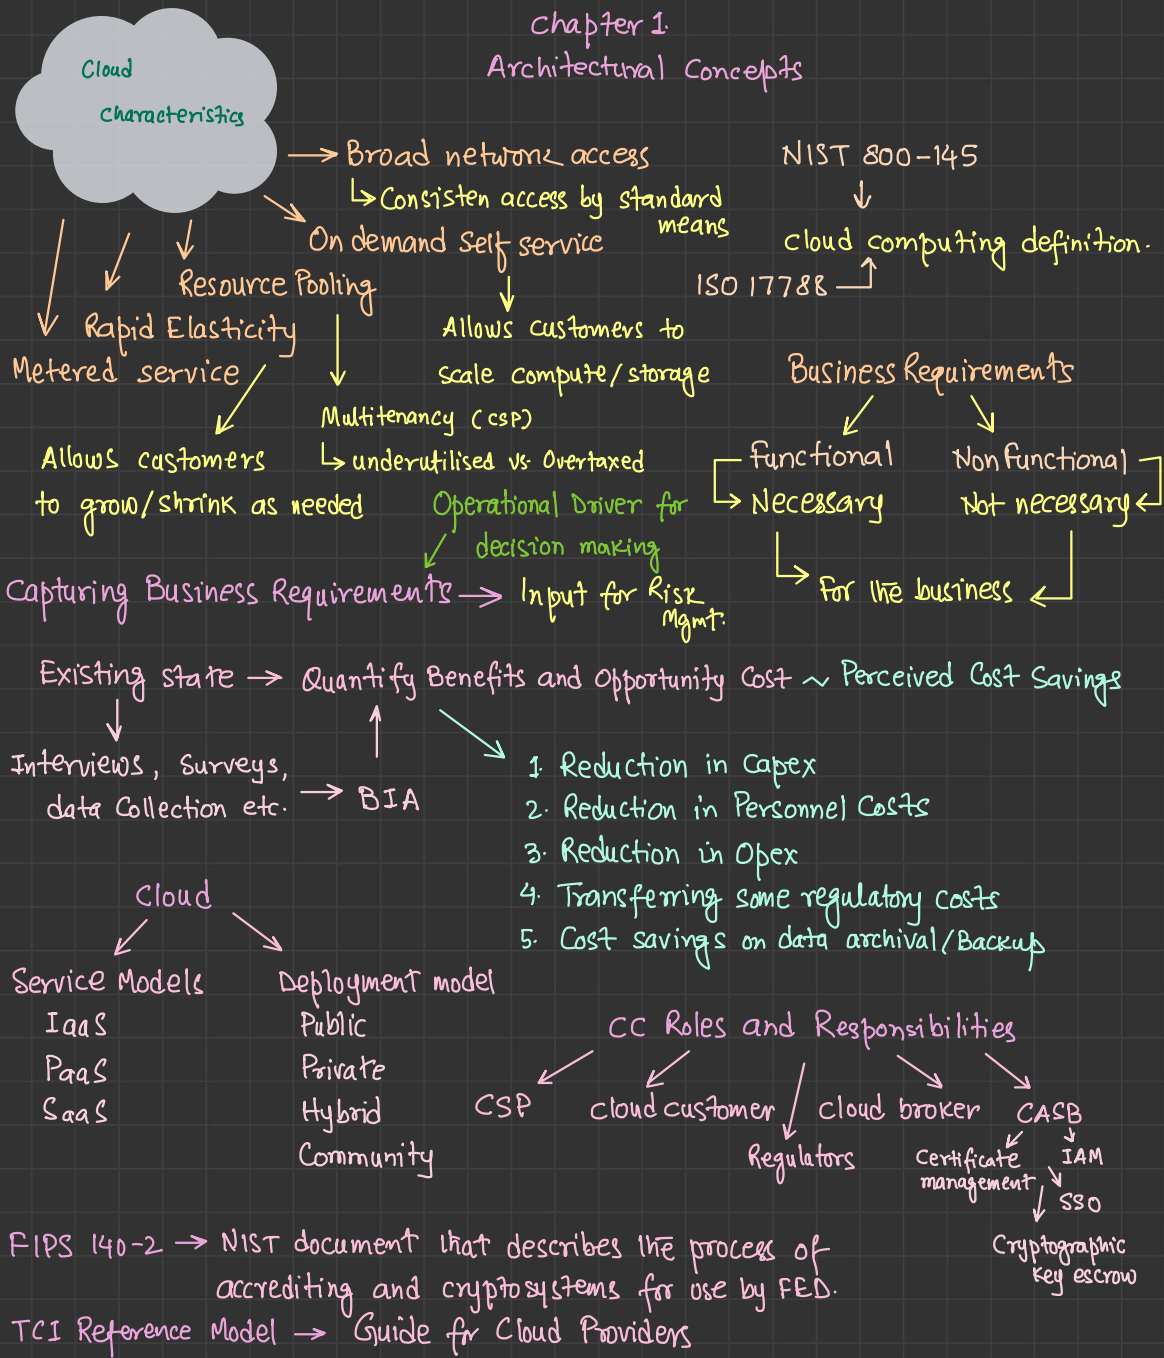 Chapter 1.
Architectural Concepts
Cloud
Characteristics
Broad network access
Consisten access by standard
means
On demand Self service
Allows customers to
scale compute/storage
Resource Pooling
Multitenancy (CSP)
underutilised vs. Overtaxed
Rapid Elasticity
Allows customers
to grow/shrink as needed
Metered service
NIST 800-145
Cloud computing definition.
ISO 17788
Business Requirements
Functional
Non Functional
Necessary
Not necessary
For the business
Operational Driver for
decision making
Capturing Business Requirements
Input for Risk
Mgmt.
Existing state
Quantify Benefits and Opportunity Cost ~ Perceived Cost Savings
Interviews, Surveys,
data Collection etc.
BIA
1. Reduction in Capex
2. Reduction in Personnel Costs
3. Reduction in Opex
4. Transferring some regulatory costs
5. Cost savings on data archival/Backup
Cloud
Service Models
IaaS
PaaS
SaaS
Deployment model
Public
Private
Hybrid
Community
CC Roles and Responsibilities
CSP
Cloud customer
Regulators
Cloud broker
CASB
Certificate
management
IAM
SSO
Cryptographic
Key escrow
FIPS 140-2 → NIST document that describes the process of
accrediting and cryptosystems for use by FED.
TCI Reference Model → Guide for Cloud Providers